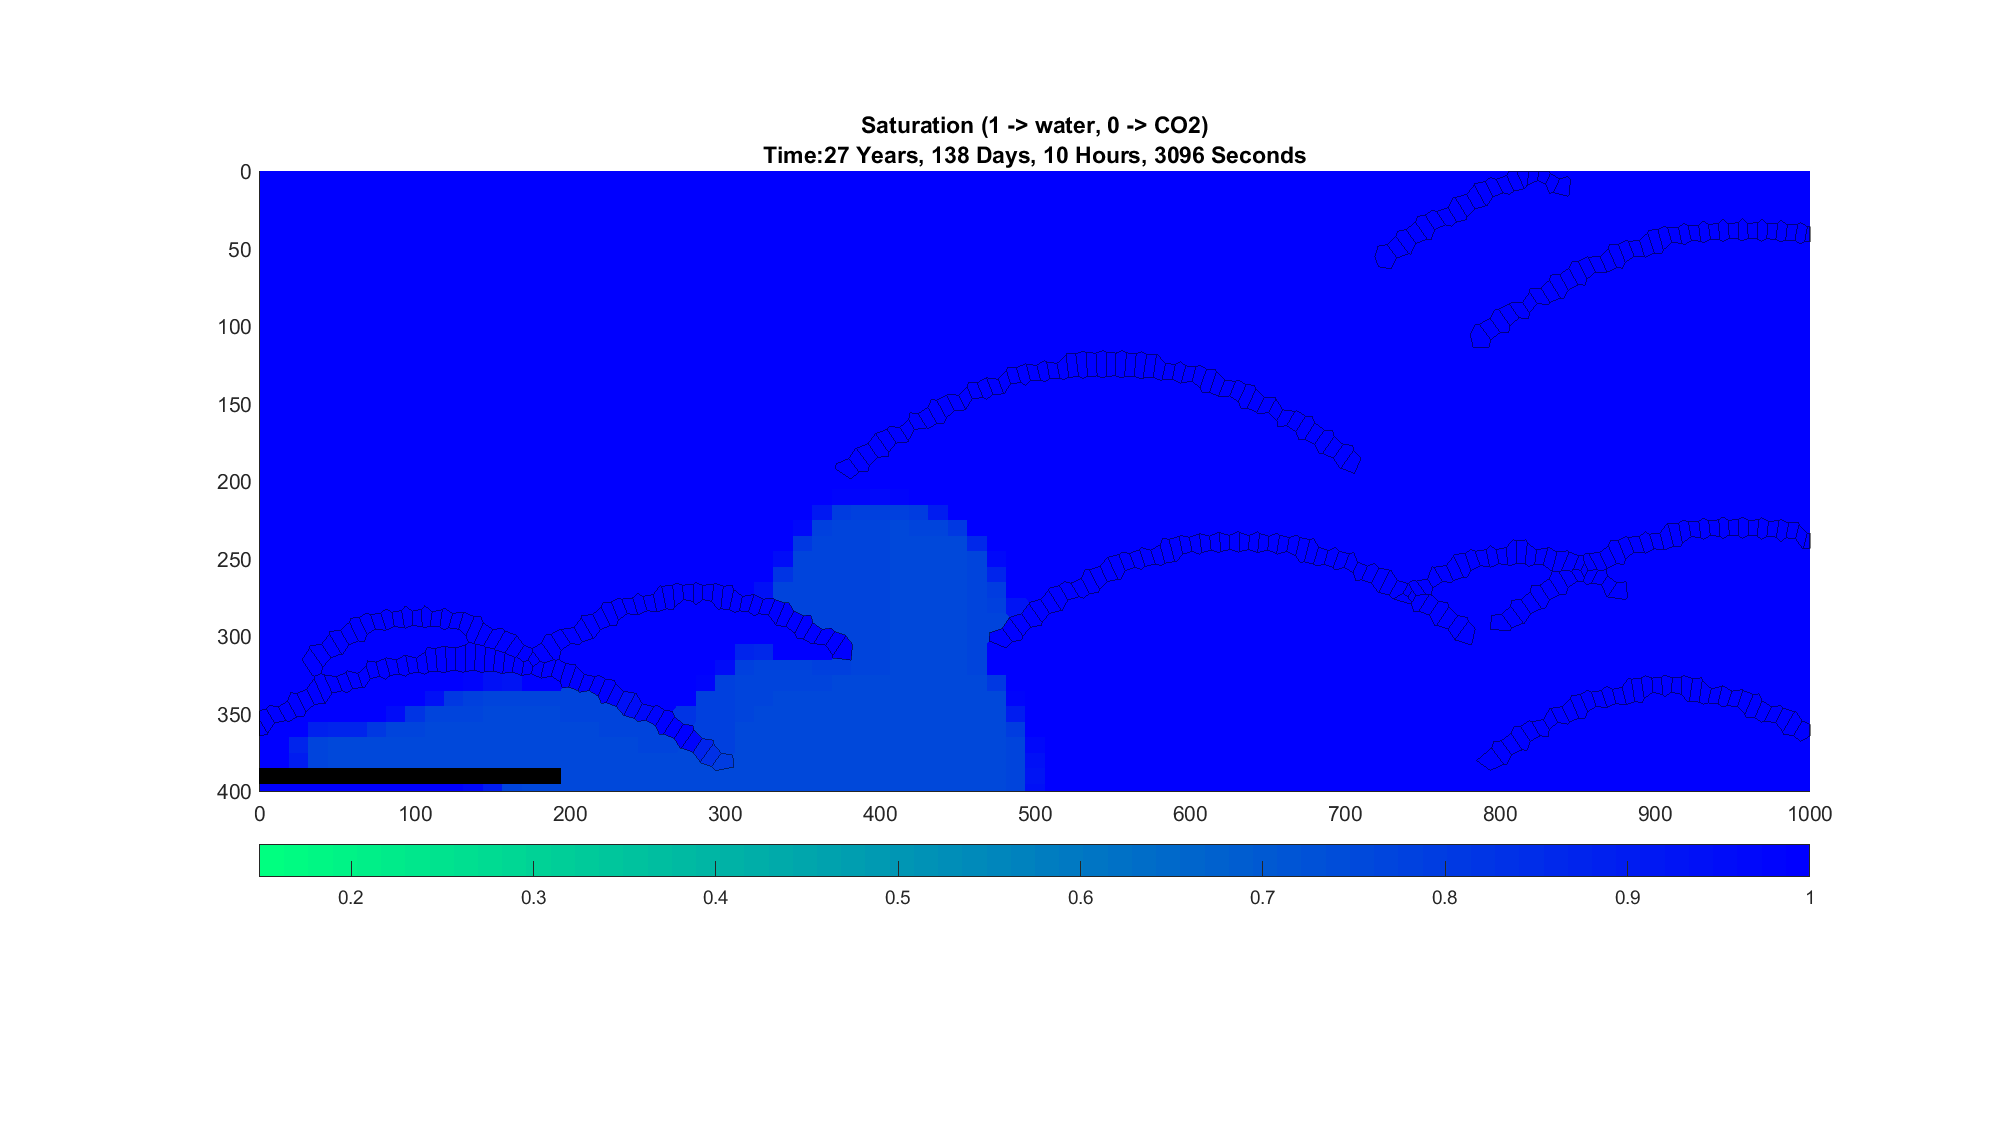 Saturation (1 -> water, 0 -> CO2)
Time:27 Years, 138 Days, 10 Hours, 3096 Seconds
0
50
100
150
200
250
300
350
400
0 100 200 300 400 500 600 700 800 900 1000
0.2 0.3 0.4 0.5 0.6 0.7 0.8 0.9 1